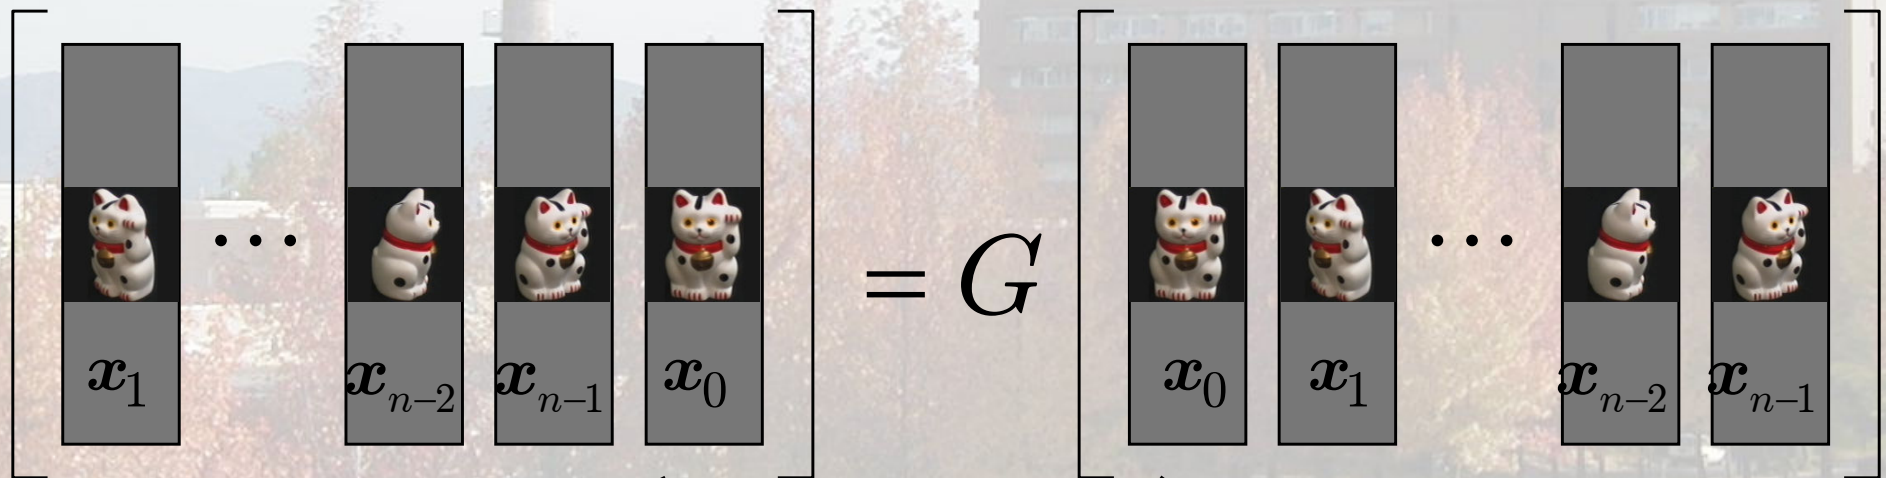 … = G …
x₁ xₙ₋₂ xₙ₋₁ x₀ x₀ x₁ xₙ₋₂ xₙ₋₁